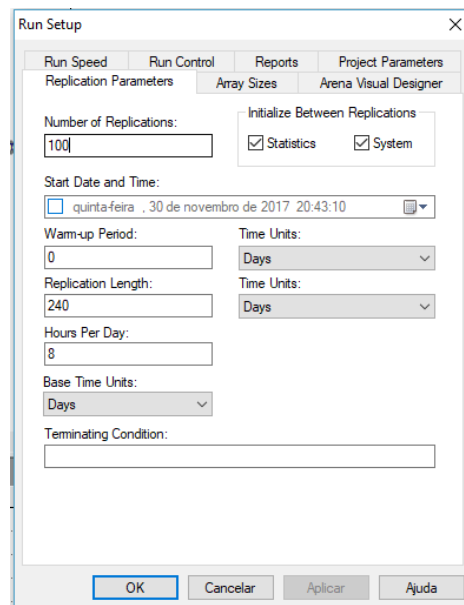 Run Setup
Run Speed Run Control Reports Project Parameters
Replication Parameters Array Sizes Arena Visual Designer
Number of Replications:
100
Initialize Between Replications
Statistics System
Start Date and Time:
quinta-feira , 30 de novembro de 2017 20:43:10
Warm-up Period: Time Units:
0 Days
Replication Length: Time Units:
240 Days
Hours Per Day:
8
Base Time Units:
Days
Terminating Condition:
OK Cancelar Aplicar Ajuda